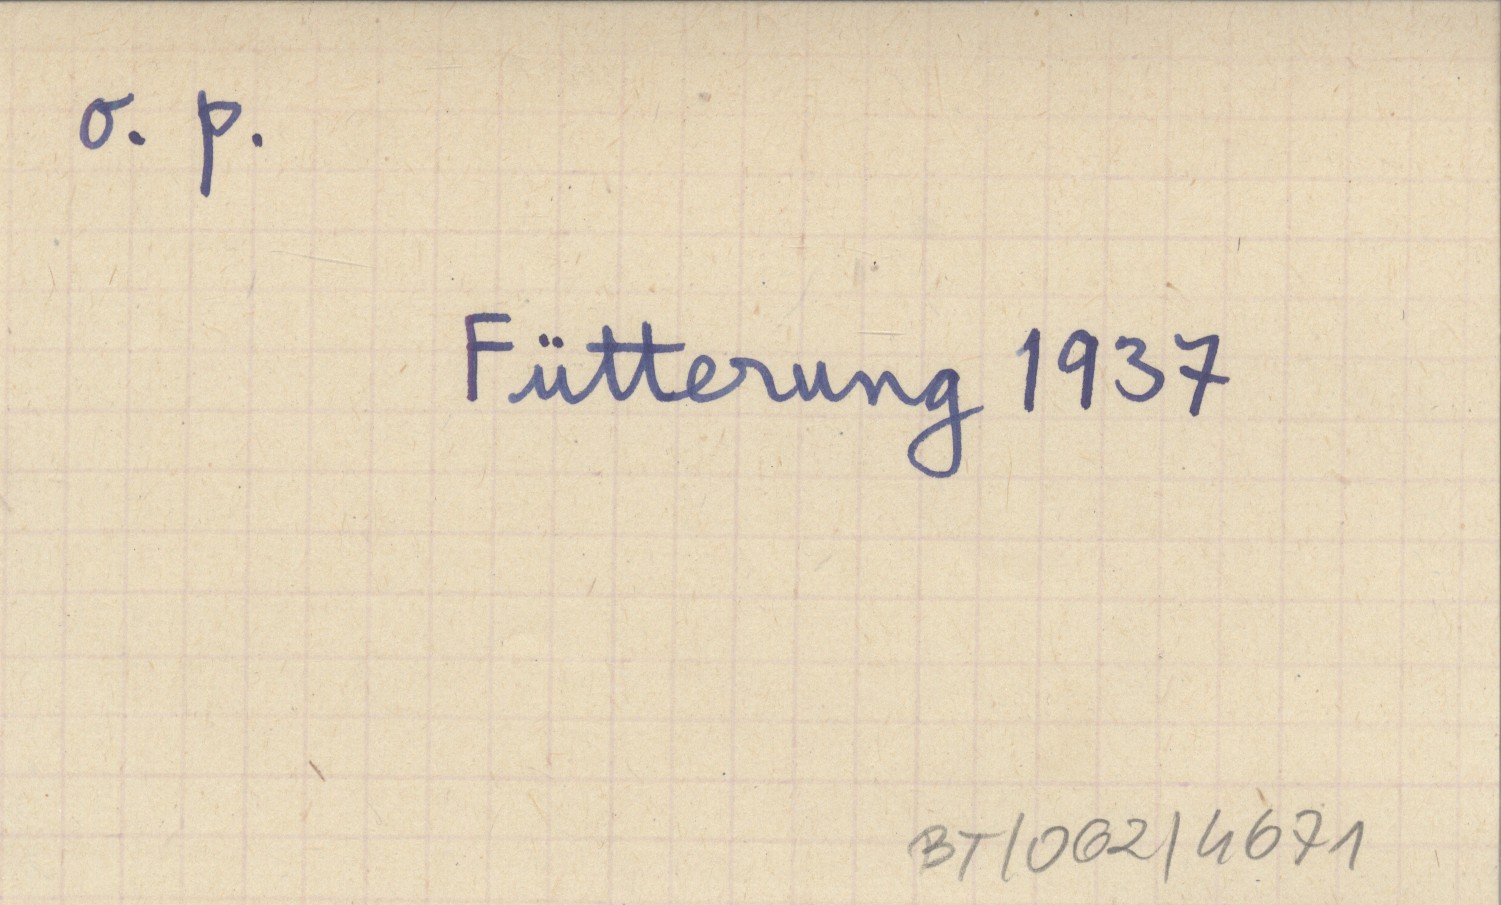 o. p.
Fütterung 1937
BT/062/4671